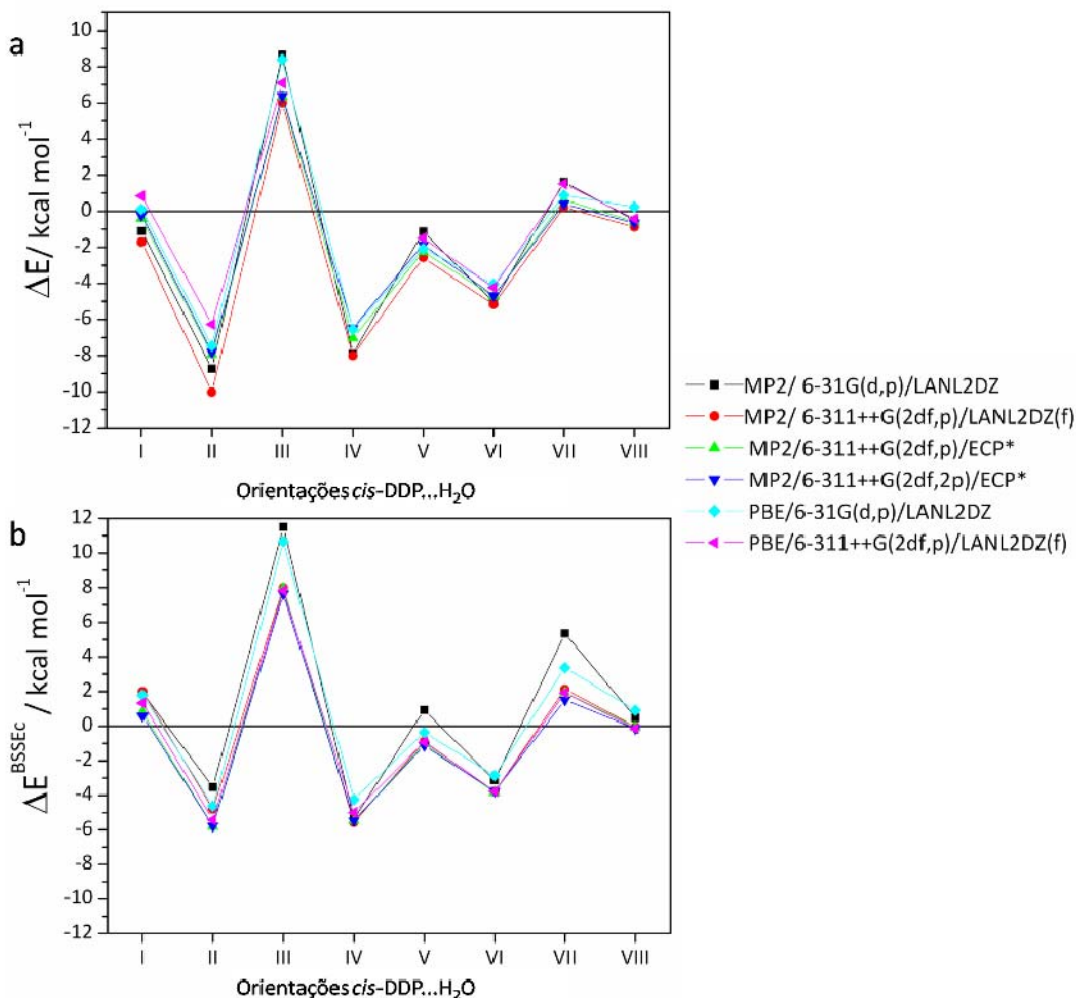 a
ΔE/ kcal mol⁻¹
10
8
6
4
2
0
-2
-4
-6
-8
-10
-12
I II III IV V VI VII VIII
Orientações cis-DDP...H₂O
MP2/ 6-31G(d,p)/LANL2DZ
MP2/ 6-311++G(2df,p)/LANL2DZ(f)
MP2/6-311++G(2df,p)/ECP*
MP2/6-311++G(2df,2p)/ECP*
PBE/6-31G(d,p)/LANL2DZ
PBE/6-311++G(2df,p)/LANL2DZ(f)
b
ΔE^BSSEc / kcal mol⁻¹
12
10
8
6
4
2
0
-2
-4
-6
-8
-10
-12
I II III IV V VI VII VIII
Orientações cis-DDP...H₂O